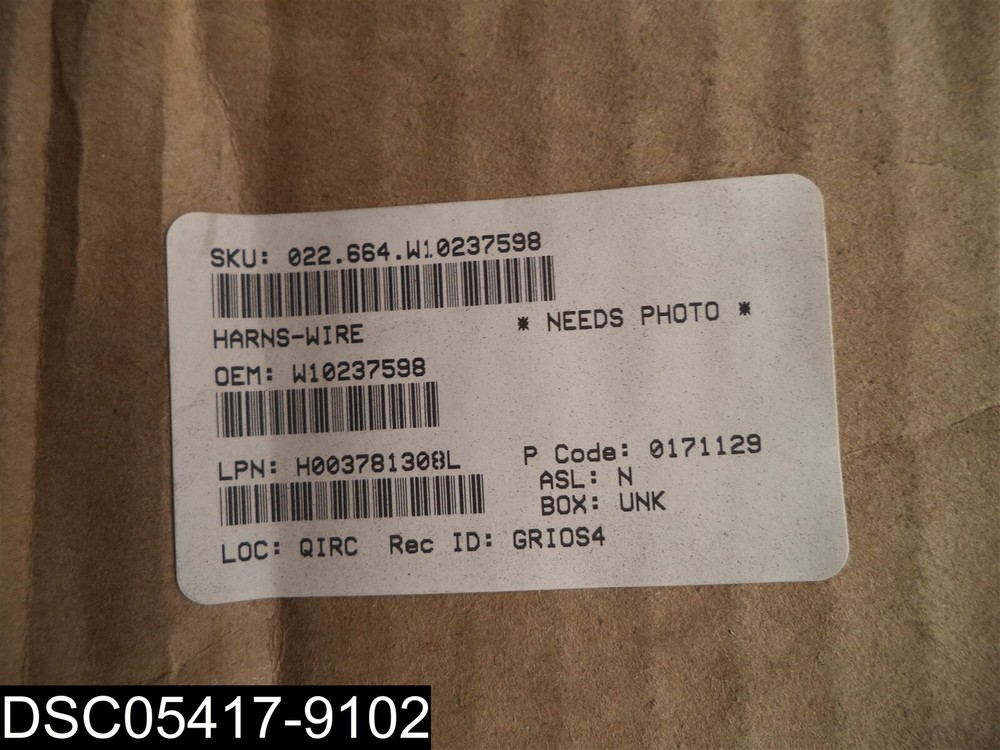 SKU: 022.664.W10237598
HARNS-WIRE
* NEEDS PHOTO *
OEM: W10237598
LPN: H003781308L
P Code: 0171129
ASL: N
BOX: UNK
LOC: QIRC Rec ID: GRIOS4
DSC05417-9102